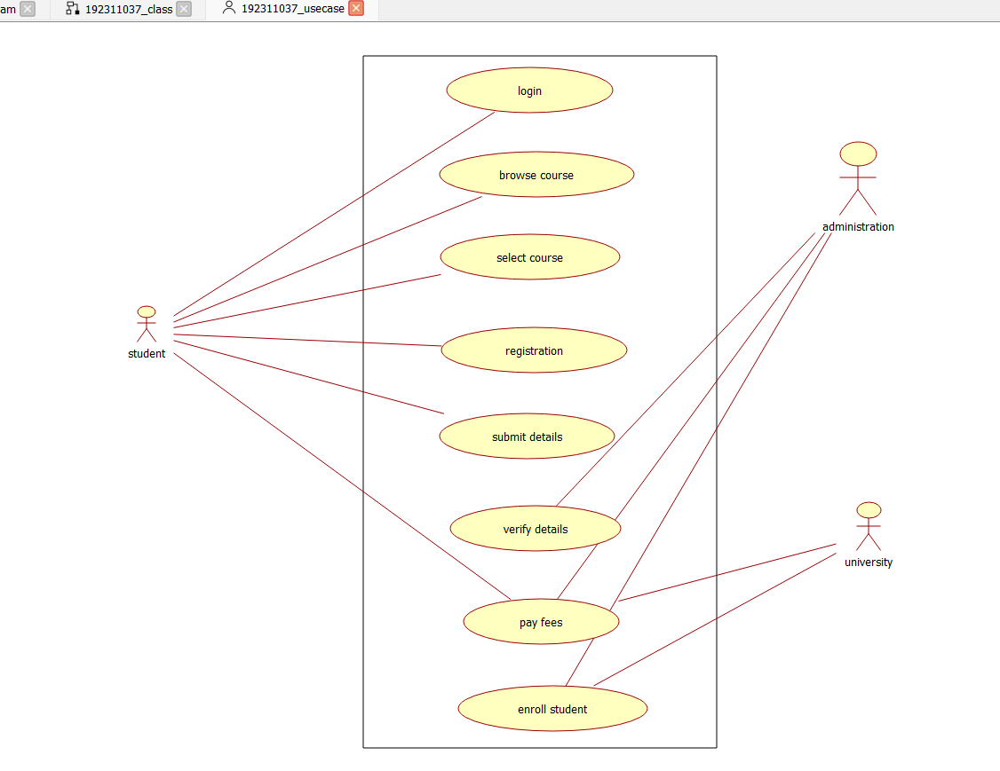 am
192311037_class
192311037_usecase
login
browse course
administration
select course
registration
student
submit details
verify details
university
pay fees
enroll student